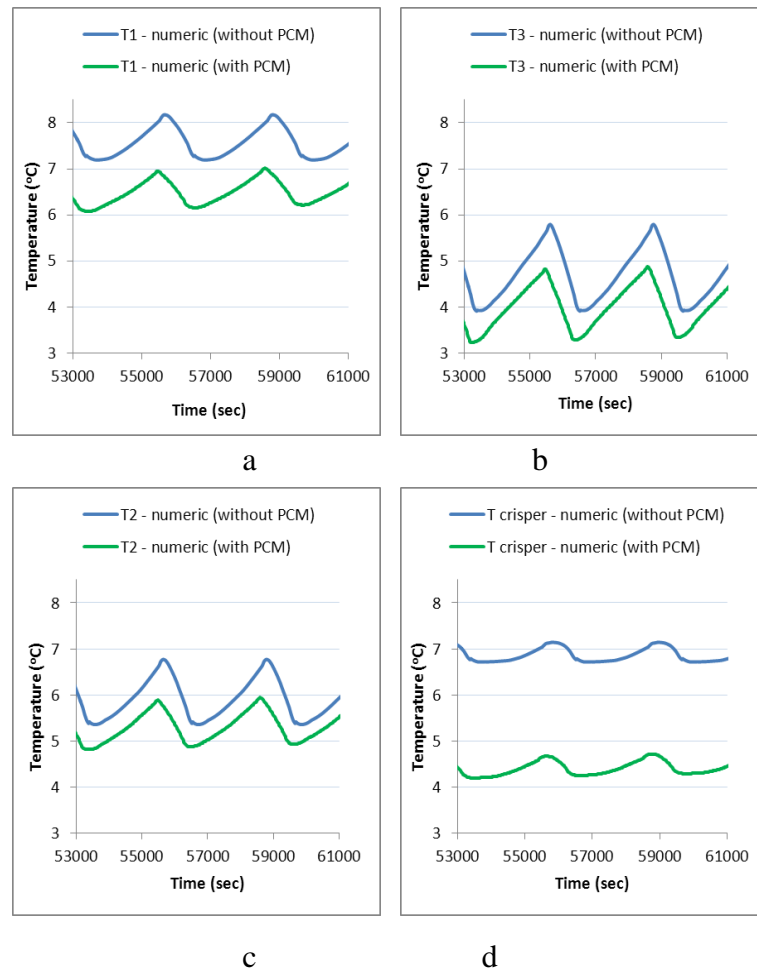 T1 - numeric (without PCM)
T1 - numeric (with PCM)
8
7
6
5
4
3
Temperature (ºC)
53000 55000 57000 59000 61000
Time (sec)
a
T3 - numeric (without PCM)
T3 - numeric (with PCM)
8
7
6
5
4
3
Temperature (ºC)
53000 55000 57000 59000 61000
Time (sec)
b
T2 - numeric (without PCM)
T2 - numeric (with PCM)
8
7
6
5
4
3
Temperature (ºC)
53000 55000 57000 59000 61000
Time (sec)
c
T crisper - numeric (without PCM)
T crisper - numeric (with PCM)
8
7
6
5
4
3
Temperature (ºC)
53000 55000 57000 59000 61000
Time (sec)
d